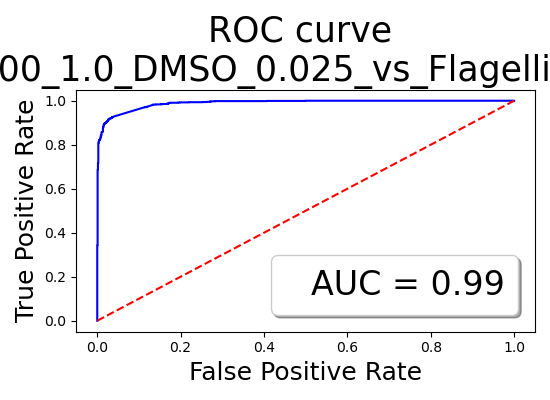 ROC curve
00_1.0_DMSO_0.025_vs_Flagelli
True Positive Rate
1.0
0.8
0.6
0.4
0.2
0.0
AUC = 0.99
0.0 0.2 0.4 0.6 0.8 1.0
False Positive Rate